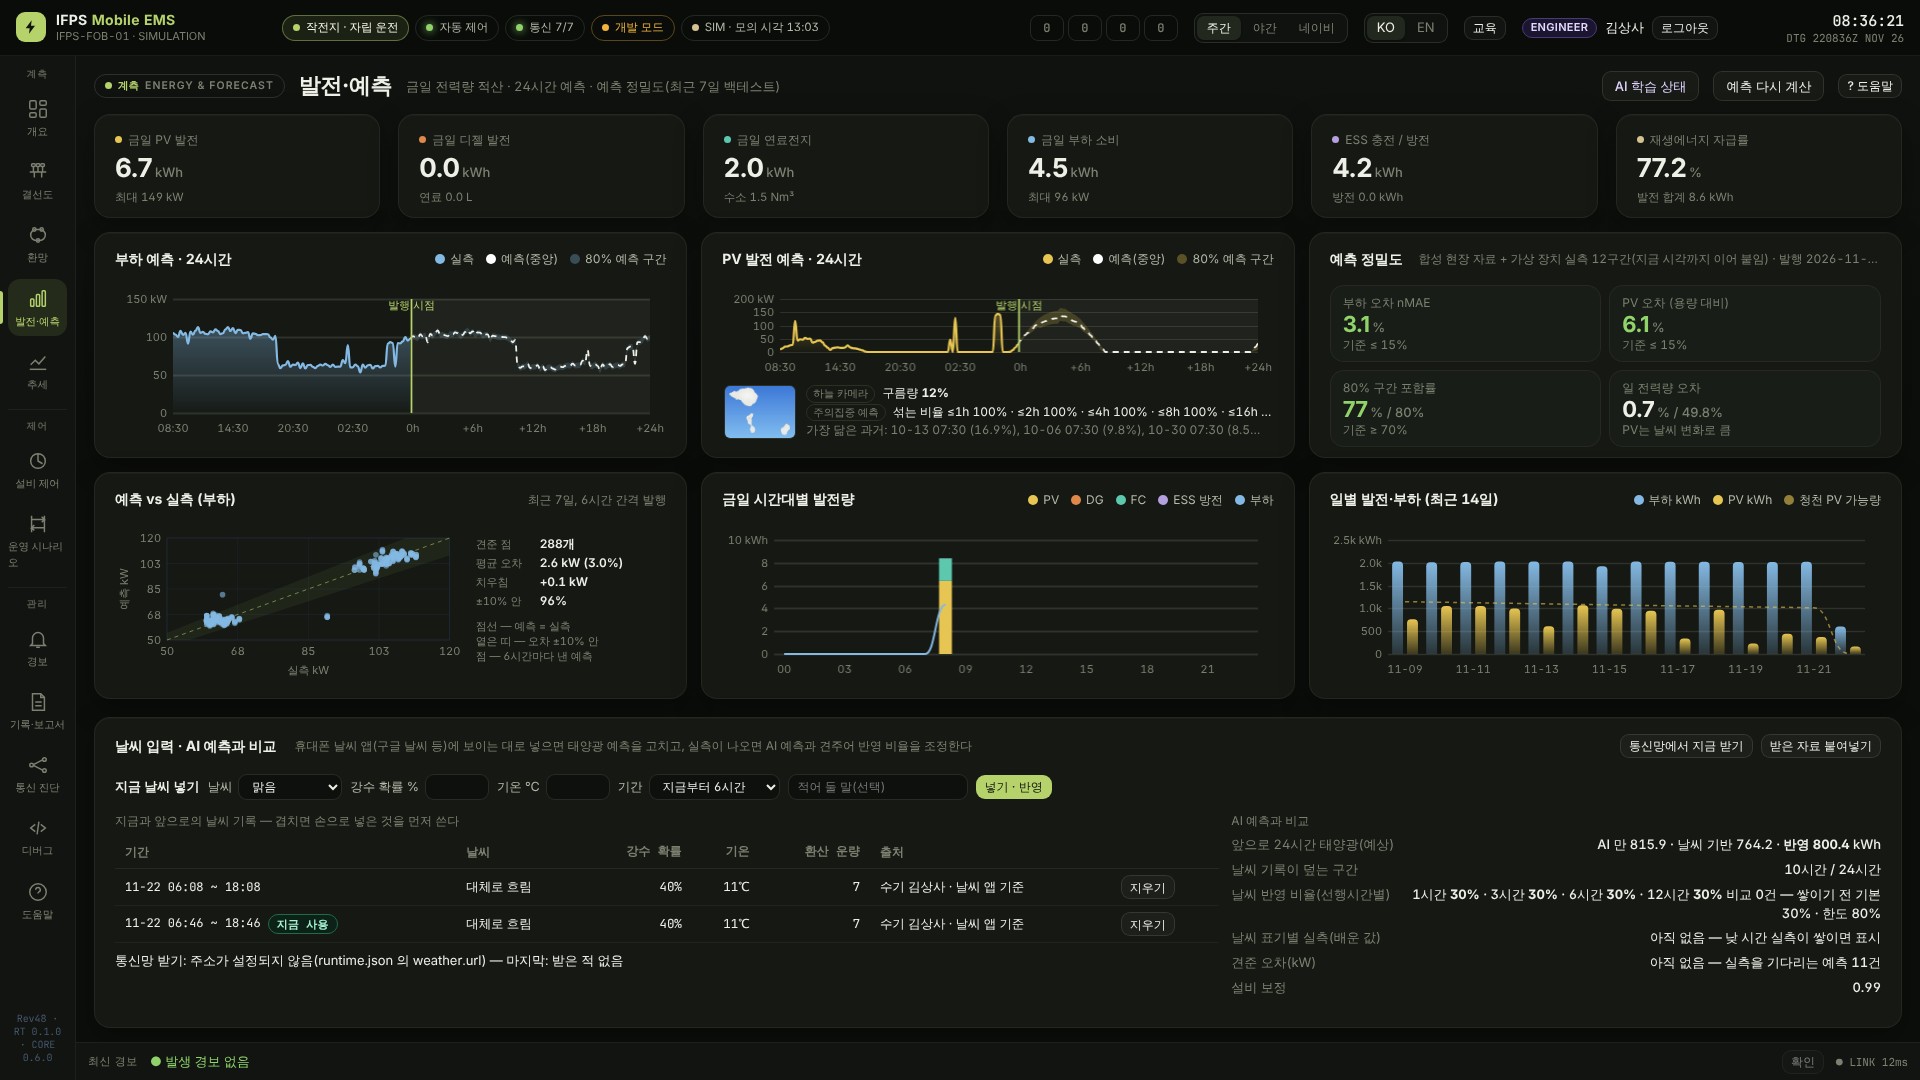 IFPS Mobile EMS
IFPS-FOB-01 · SIMULATION
작전지 · 자립 운전
자동 제어
통신 7/7
개발 모드
SIM · 모의 시각 13:03
0 0 0 0
주간 야간 네이비
KO EN
교육
ENGINEER 김상사 로그아웃
08:36:21
DTG 220836Z NOV 26
계측
개요
결선도
환망
발전·예측
추세
제어
설비 제어
운영 시나리오
관리
경보
기록·보고서
통신 진단
디버그
도움말
Rev48 ·
RT 0.1.0
· CORE
0.6.0
계측 ENERGY & FORECAST
발전·예측
금일 전력량 적산 · 24시간 예측 · 예측 정밀도(최근 7일 백테스트)
AI 학습 상태
예측 다시 계산
? 도움말
금일 PV 발전
6.7 kWh
최대 149 kW
금일 디젤 발전
0.0 kWh
연료 0.0 L
금일 연료전지
2.0 kWh
수소 1.5 Nm³
금일 부하 소비
4.5 kWh
최대 96 kW
ESS 충전 / 방전
4.2 kWh
방전 0.0 kWh
재생에너지 자급률
77.2 %
발전 합계 8.6 kWh
부하 예측 · 24시간
실측 예측(중앙) 80% 예측 구간
발행 시점
150 kW
100
50
0
08:30 14:30 20:30 02:30 0h +6h +12h +18h +24h
PV 발전 예측 · 24시간
실측 예측(중앙) 80% 예측 구간
발행 시점
200 kW
150
100
50
0
08:30 14:30 20:30 02:30 0h +6h +12h +18h +24h
하늘 카메라 구름량 12%
주의집중 예측 섞는 비율 ≤1h 100% · ≤2h 100% · ≤4h 100% · ≤8h 100% · ≤16h ...
가장 닮은 과거: 10-13 07:30 (16.9%), 10-06 07:30 (9.8%), 10-30 07:30 (8.5...
예측 정밀도
합성 현장 자료 + 가상 장치 실측 12구간(지금 시각까지 이어 붙임) · 발행 2026-11-...
부하 오차 nMAE
3.1 %
기준 ≤ 15%
PV 오차 (용량 대비)
6.1 %
기준 ≤ 15%
80% 구간 포함률
77 % / 80%
기준 ≥ 70%
일 전력량 오차
0.7 % / 49.8%
PV는 날씨 변화로 큼
예측 vs 실측 (부하)
최근 7일, 6시간 간격 발행
예측 kW
120
103
85
68
50
50 68 85 103 120
실측 kW
견준 점 288개
평균 오차 2.6 kW (3.0%)
치우침 +0.1 kW
±10% 안 96%
점선 — 예측 = 실측
옅은 띠 — 오차 ±10% 안
점 — 6시간마다 낸 예측
금일 시간대별 발전량
PV DG FC ESS 방전 부하
10 kWh
8
6
4
2
0
00 03 06 09 12 15 18 21
일별 발전·부하 (최근 14일)
부하 kWh PV kWh 청천 PV 가능량
2.5k kWh
2.0k
1.5k
1.0k
500
0
11-09 11-11 11-13 11-15 11-17 11-19 11-21
날씨 입력 · AI 예측과 비교
휴대폰 날씨 앱(구글 날씨 등)에 보이는 대로 넣으면 태양광 예측을 고치고, 실측이 나오면 AI 예측과 견주어 반영 비율을 조정한다
통신망에서 지금 받기
받은 자료 붙여넣기
지금 날씨 넣기 날씨 맑음 강수 확률 % 기온 °C 기간 지금부터 6시간 적어 둘 말(선택) 넣기 · 반영
지금과 앞으로의 날씨 기록 — 겹치면 손으로 넣은 것을 먼저 쓴다
기간 날씨 강수 확률 기온 환산 운량 출처
11-22 06:08 ~ 18:08 대체로 흐림 40% 11℃ 7 수기 김상사 · 날씨 앱 기준 지우기
11-22 06:46 ~ 18:46 지금 사용 대체로 흐림 40% 11℃ 7 수기 김상사 · 날씨 앱 기준 지우기
통신망 받기: 주소가 설정되지 않음(runtime.json 의 weather.url) — 마지막: 받은 적 없음
AI 예측과 비교
앞으로 24시간 태양광(예상) AI 만 815.9 · 날씨 기반 764.2 · 반영 800.4 kWh
날씨 기록이 덮는 구간 10시간 / 24시간
날씨 반영 비율(선행시간별) 1시간 30% · 3시간 30% · 6시간 30% · 12시간 30% 비교 0건 — 쌓이기 전 기본
30% · 한도 80%
날씨 표기별 실측(배운 값) 아직 없음 — 낮 시간 실측이 쌓이면 표시
견준 오차(kW) 아직 없음 — 실측을 기다리는 예측 11건
설비 보정 0.99
최신 경보 발생 경보 없음
확인
LINK 12ms